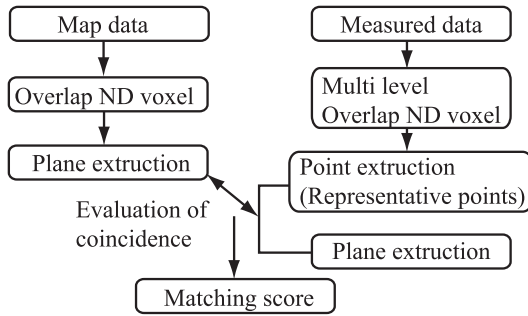 Map data
Measured data
Overlap ND voxel
Multi level
Overlap ND voxel
Plane extruction
Point extruction
(Representative points)
Evaluation of
coincidence
Plane extruction
Matching score